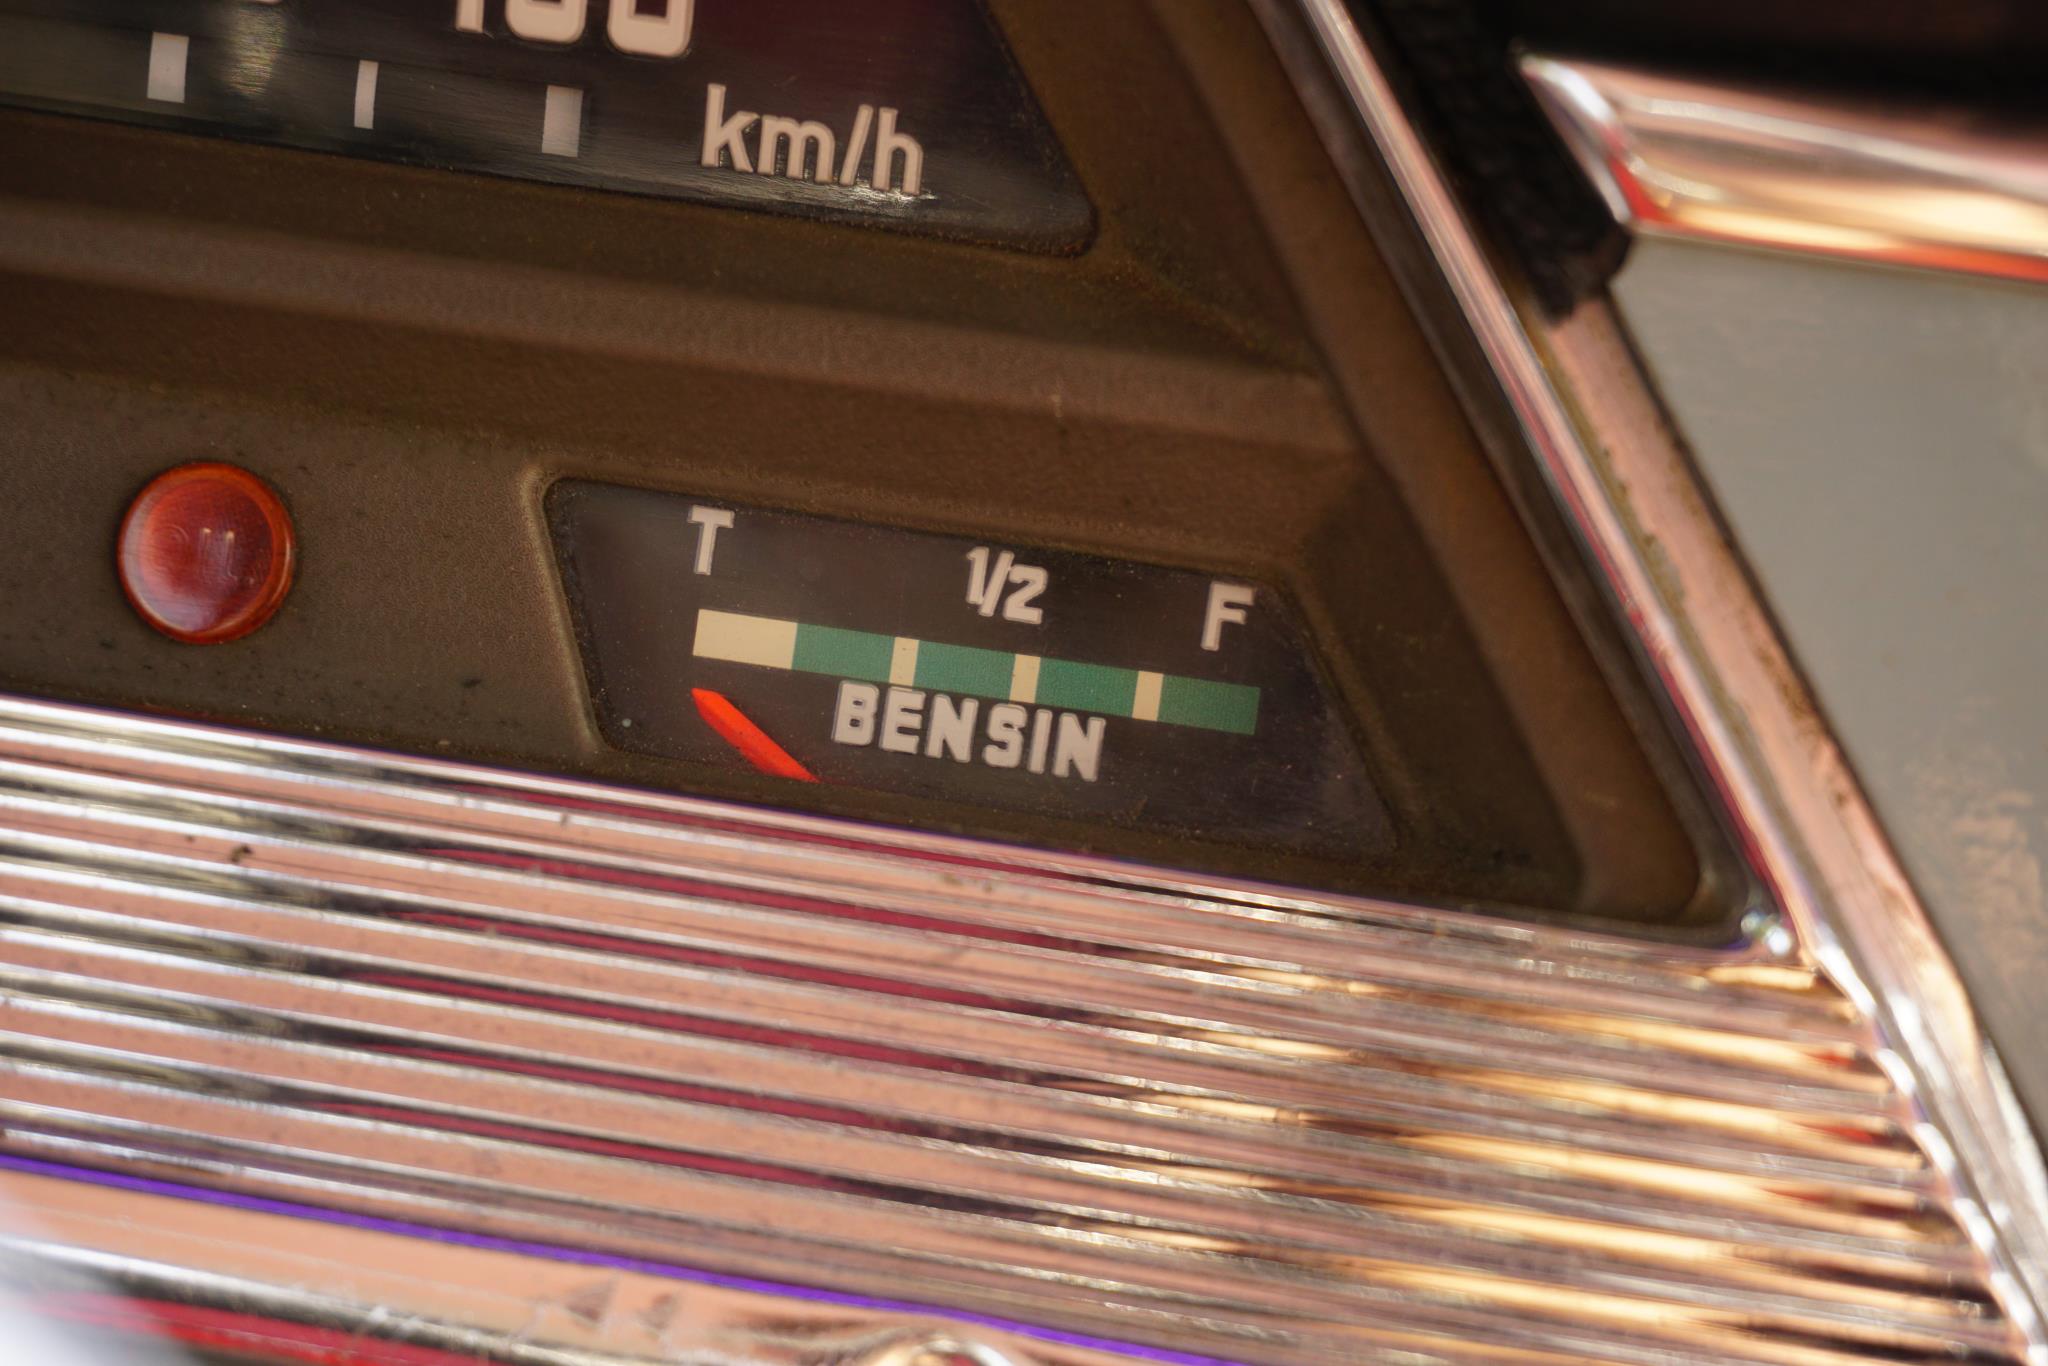 km/h
T 1/2 F
BENSIN